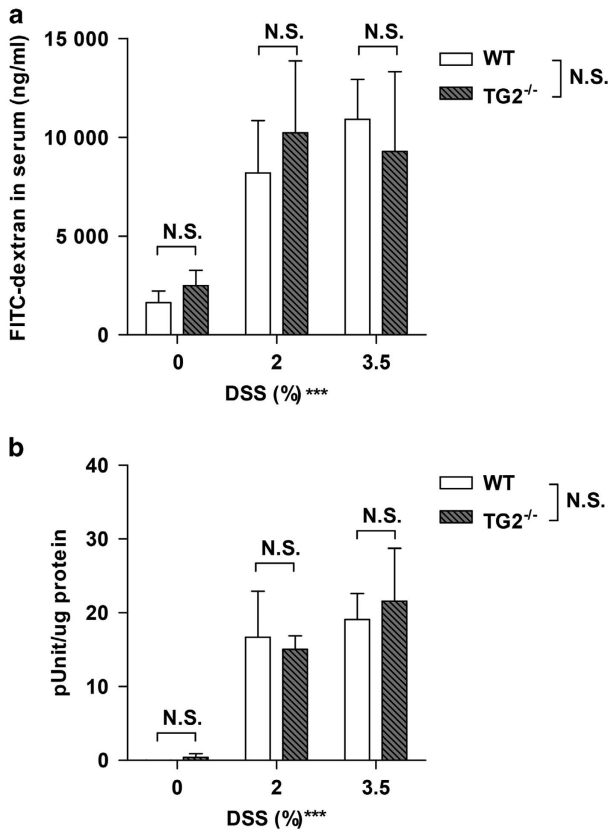 a
N.S.
N.S.
N.S.
WT
TG2-/-
N.S.
FITC-dextran in serum (ng/ml)
15 000
10 000
5 000
0
0
2
3.5
DSS (%)***
b
N.S.
N.S.
N.S.
WT
TG2-/-
N.S.
pUnit/ug protein
40
30
20
10
0
0
2
3.5
DSS (%)***